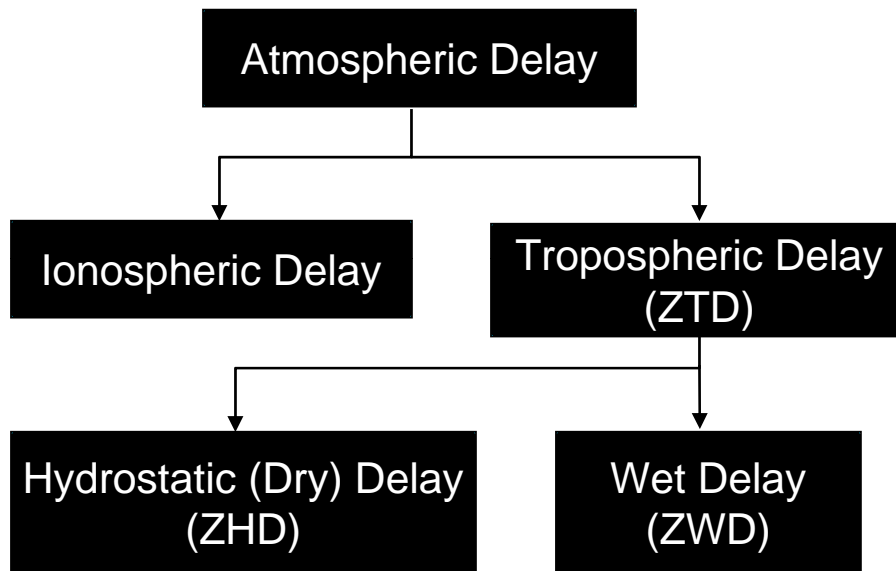 Atmospheric Delay
Ionospheric Delay
Tropospheric Delay
(ZTD)
Hydrostatic (Dry) Delay
(ZHD)
Wet Delay
(ZWD)